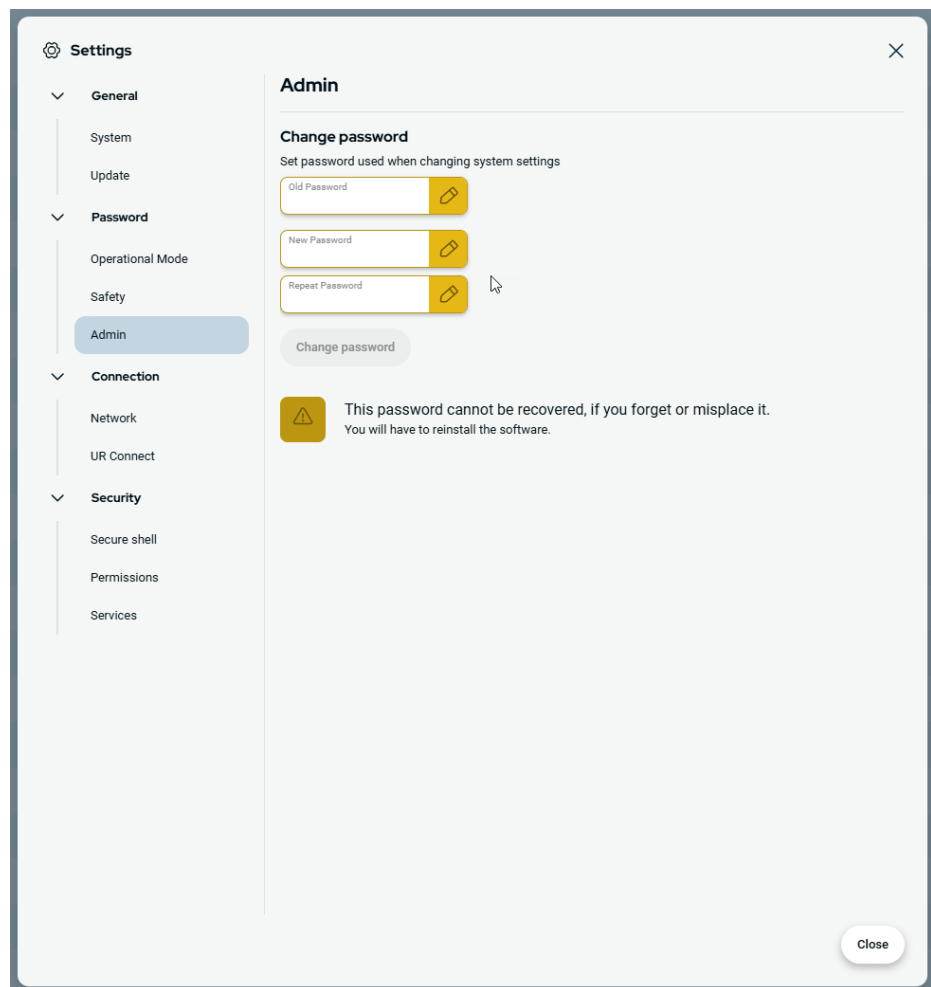 Settings
General
System
Update
Password
Operational Mode
Safety
Admin
Connection
Network
UR Connect
Security
Secure shell
Permissions
Services
Admin
Change password
Set password used when changing system settings
Old Password
New Password
Repeat Password
Change password
This password cannot be recovered, if you forget or misplace it.
You will have to reinstall the software.
Close